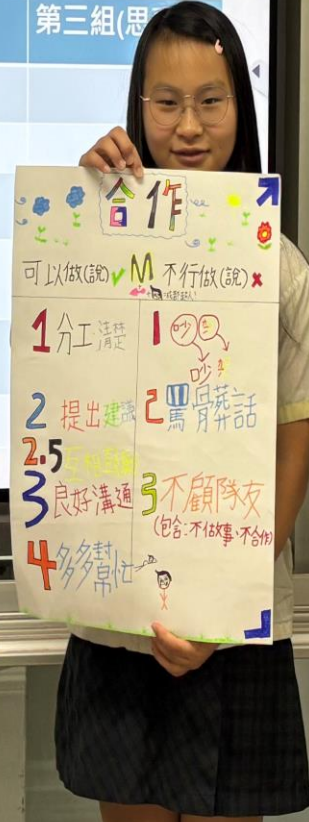 第三組(思
合作
可以做(說)✓ M 不行做(說)✗
1 分工清楚
2 提出建議
2.5 互相鼓勵
3 良好溝通
4 多多幫忙
1 吵
吵
2 罵骨葬話
3 不顧隊友
(包含:不做事,不合作)